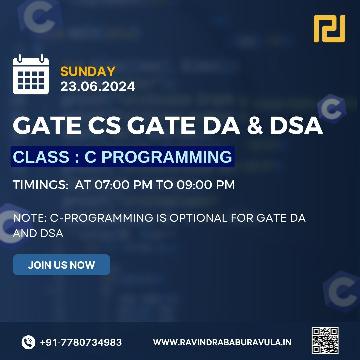 SUNDAY
23.06.2024
GATE CS GATE DA & DSA
CLASS : C PROGRAMMING
TIMINGS: AT 07:00 PM TO 09:00 PM
NOTE: C-PROGRAMMING IS OPTIONAL FOR GATE DA
AND DSA
JOIN US NOW
+91-7780734983
WWW.RAVINDRABABURAVULA.IN